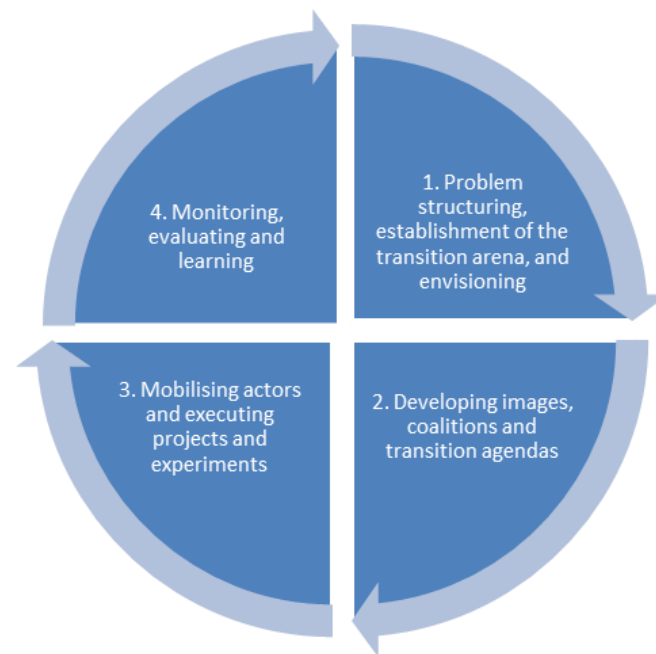 1. Problem
structuring,
establishment of the
transition arena, and
envisioning
2. Developing images,
coalitions and
transition agendas
3. Mobilising actors
and executing
projects and
experiments
4. Monitoring,
evaluating and
learning